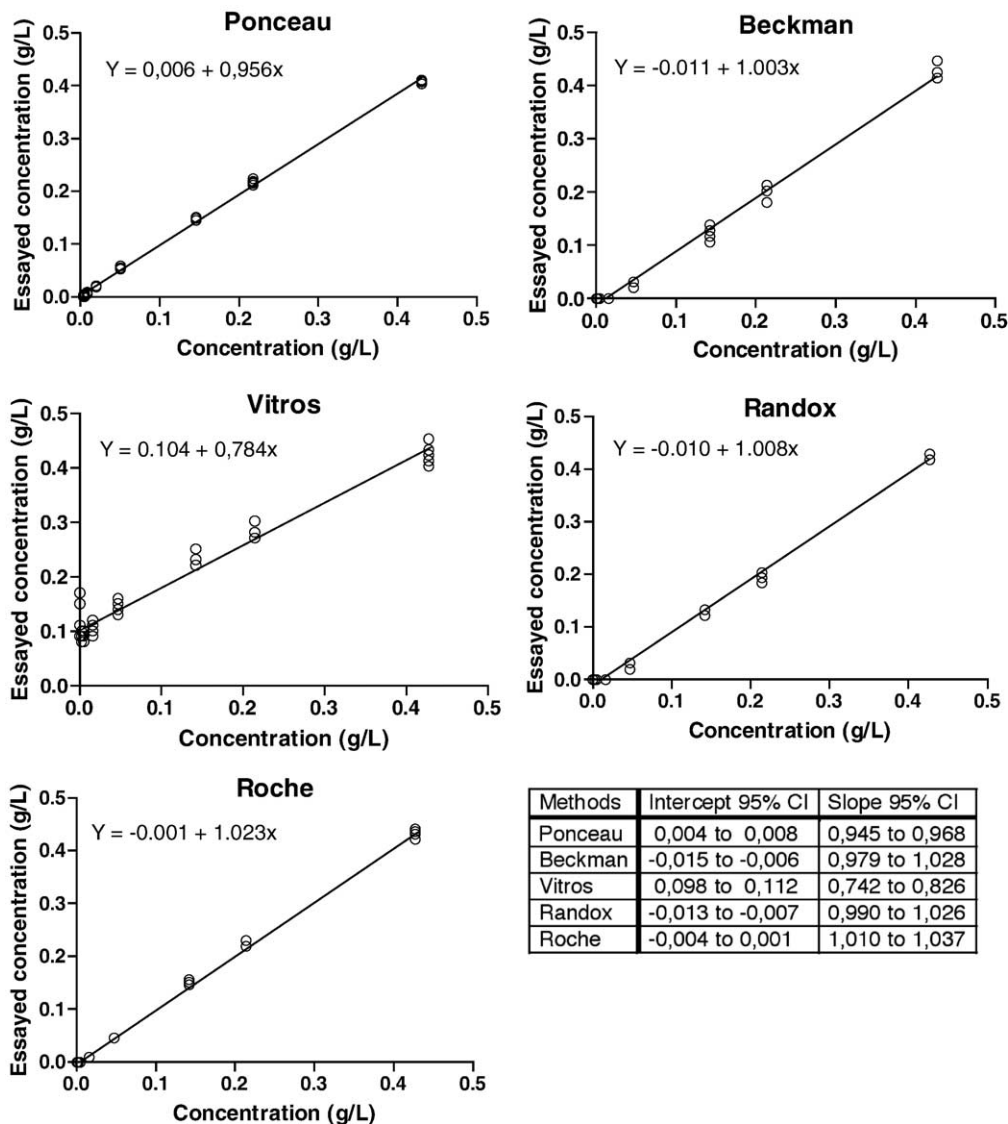 Ponceau
Y = 0,006 + 0,956x
Essayed concentration (g/L)
0.5
0.4
0.3
0.2
0.1
0.0
0.0 0.1 0.2 0.3 0.4 0.5
Concentration (g/L)
Beckman
Y = -0.011 + 1.003x
Essayed concentration (g/L)
0.5
0.4
0.3
0.2
0.1
0.0
0.0 0.1 0.2 0.3 0.4 0.5
Concentration (g/L)
Vitros
Y = 0.104 + 0,784x
Essayed concentration (g/L)
0.5
0.4
0.3
0.2
0.1
0.0
0.0 0.1 0.2 0.3 0.4 0.5
Concentration (g/L)
Randox
Y = -0.010 + 1.008x
Essayed concentration (g/L)
0.5
0.4
0.3
0.2
0.1
0.0
0.0 0.1 0.2 0.3 0.4 0.5
Concentration (g/L)
Roche
Y = -0.001 + 1.023x
Essayed concentration (g/L)
0.5
0.4
0.3
0.2
0.1
0.0
0.0 0.1 0.2 0.3 0.4 0.5
Concentration (g/L)
Methods Intercept 95% CI Slope 95% CI
Ponceau 0,004 to 0,008 0,945 to 0,968
Beckman -0,015 to -0,006 0,979 to 1,028
Vitros 0,098 to 0,112 0,742 to 0,826
Randox -0,013 to -0,007 0,990 to 1,026
Roche -0,004 to 0,001 1,010 to 1,037